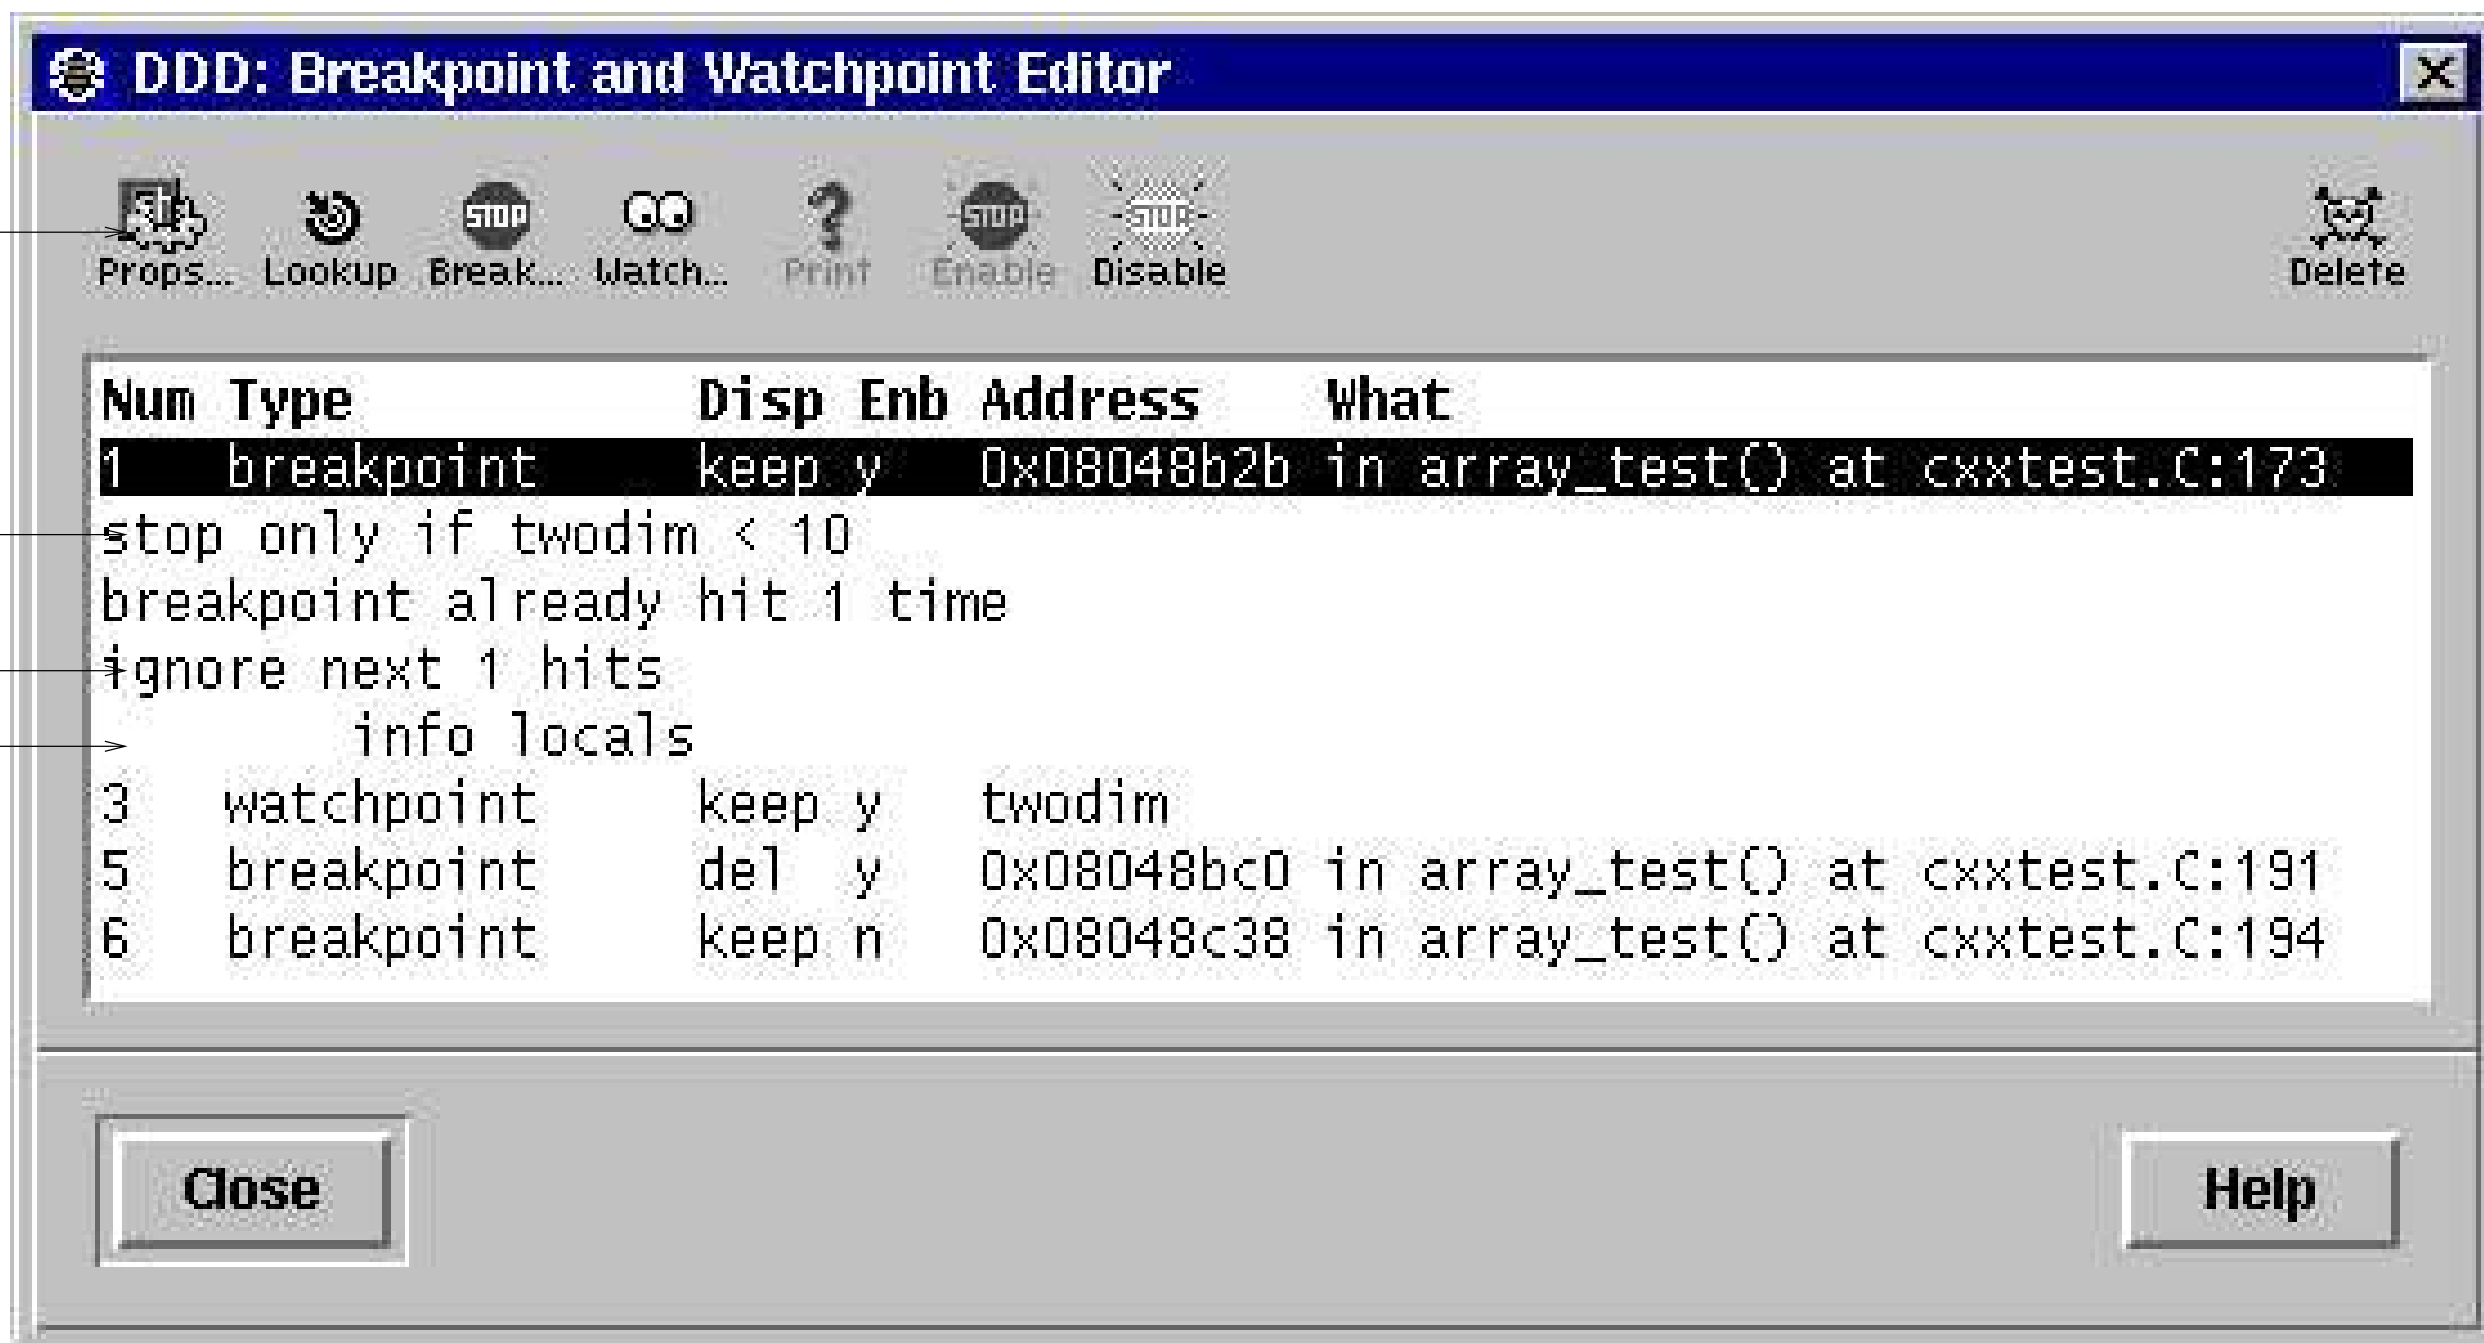 DDD: Breakpoint and Watchpoint Editor
Props... Lookup Break... Watch... Print Enable Disable Delete
Num Type Disp Enb Address What
1 breakpoint keep y 0x08048b2b in array_test() at cxxtest.C:173
stop only if twodim < 10
breakpoint already hit 1 time
ignore next 1 hits
info locals
3 watchpoint keep y twodim
5 breakpoint del y 0x08048bc0 in array_test() at cxxtest.C:191
6 breakpoint keep n 0x08048c38 in array_test() at cxxtest.C:194
Close Help